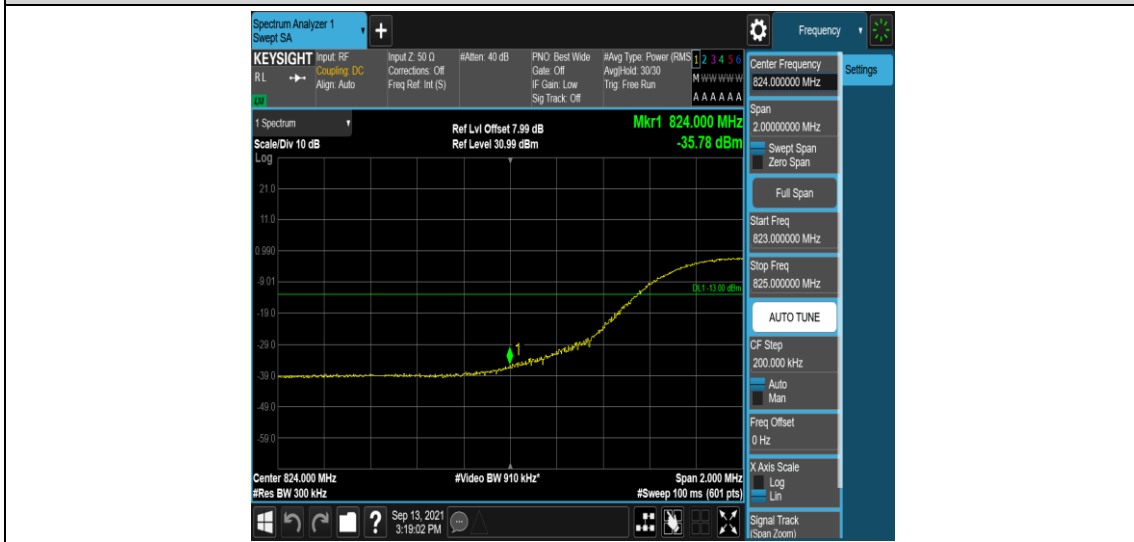 Spectrum Analyzer 1
Swept SA
+
Frequency
KEYSIGHT
RL
LXI
Input: RF
Coupling: DC
Align: Auto
Input Z: 50 Ω
Corrections: Off
Freq Ref: Int (S)
#Atten: 40 dB
PNO: Best Wide
Gate: Off
IF Gain: Low
Sig Track: Off
#Avg Type: Power (RMS
Avg|Hold: 30/30
Trig: Free Run
1 2 3 4 5 6
M W W W W W
A A A A A A
1 Spectrum
Scale/Div 10 dB
Log
Ref Lvl Offset 7.99 dB
Ref Level 30.99 dBm
Mkr1 824.000 MHz
-35.78 dBm
21.0
11.0
0.990
-9.01
DL1 -13.00 dBm
-19.0
-29.0
1
-39.0
-49.0
-59.0
Center 824.000 MHz
#Video BW 910 kHz*
Span 2.000 MHz
#Res BW 300 kHz
#Sweep 100 ms (601 pts)
Center Frequency
824.000000 MHz
Settings
Span
2.00000000 MHz
Swept Span
Zero Span
Full Span
Start Freq
823.000000 MHz
Stop Freq
825.000000 MHz
AUTO TUNE
CF Step
200.000 kHz
Auto
Man
Freq Offset
0 Hz
X Axis Scale
Log
Lin
Signal Track
(Span Zoom)
?
Sep 13, 2021
3:19:02 PM